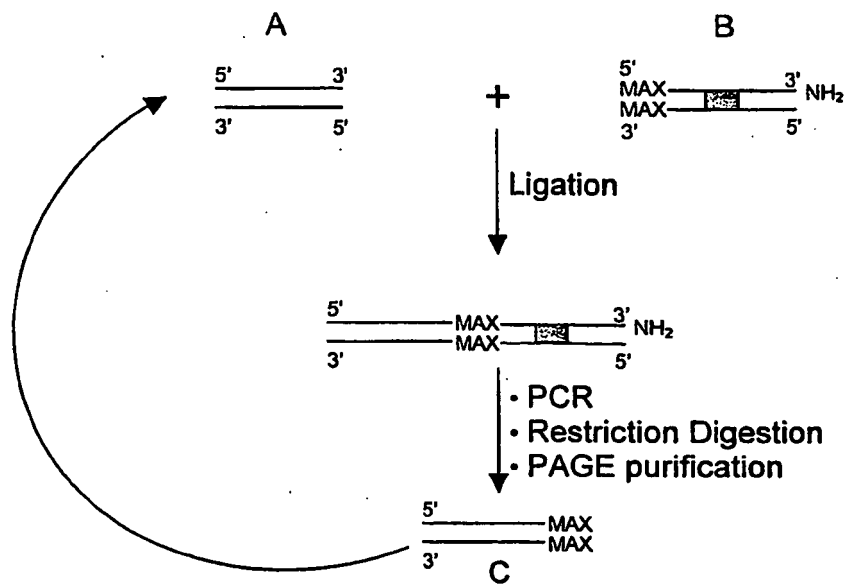 A
B
5' 3'
3' 5'
+
5'
MAX 3' NH₂
MAX
3' 5'
Ligation
5' MAX 3' NH₂
3' MAX 5'
• PCR
• Restriction Digestion
• PAGE purification
5' MAX
3' MAX
C